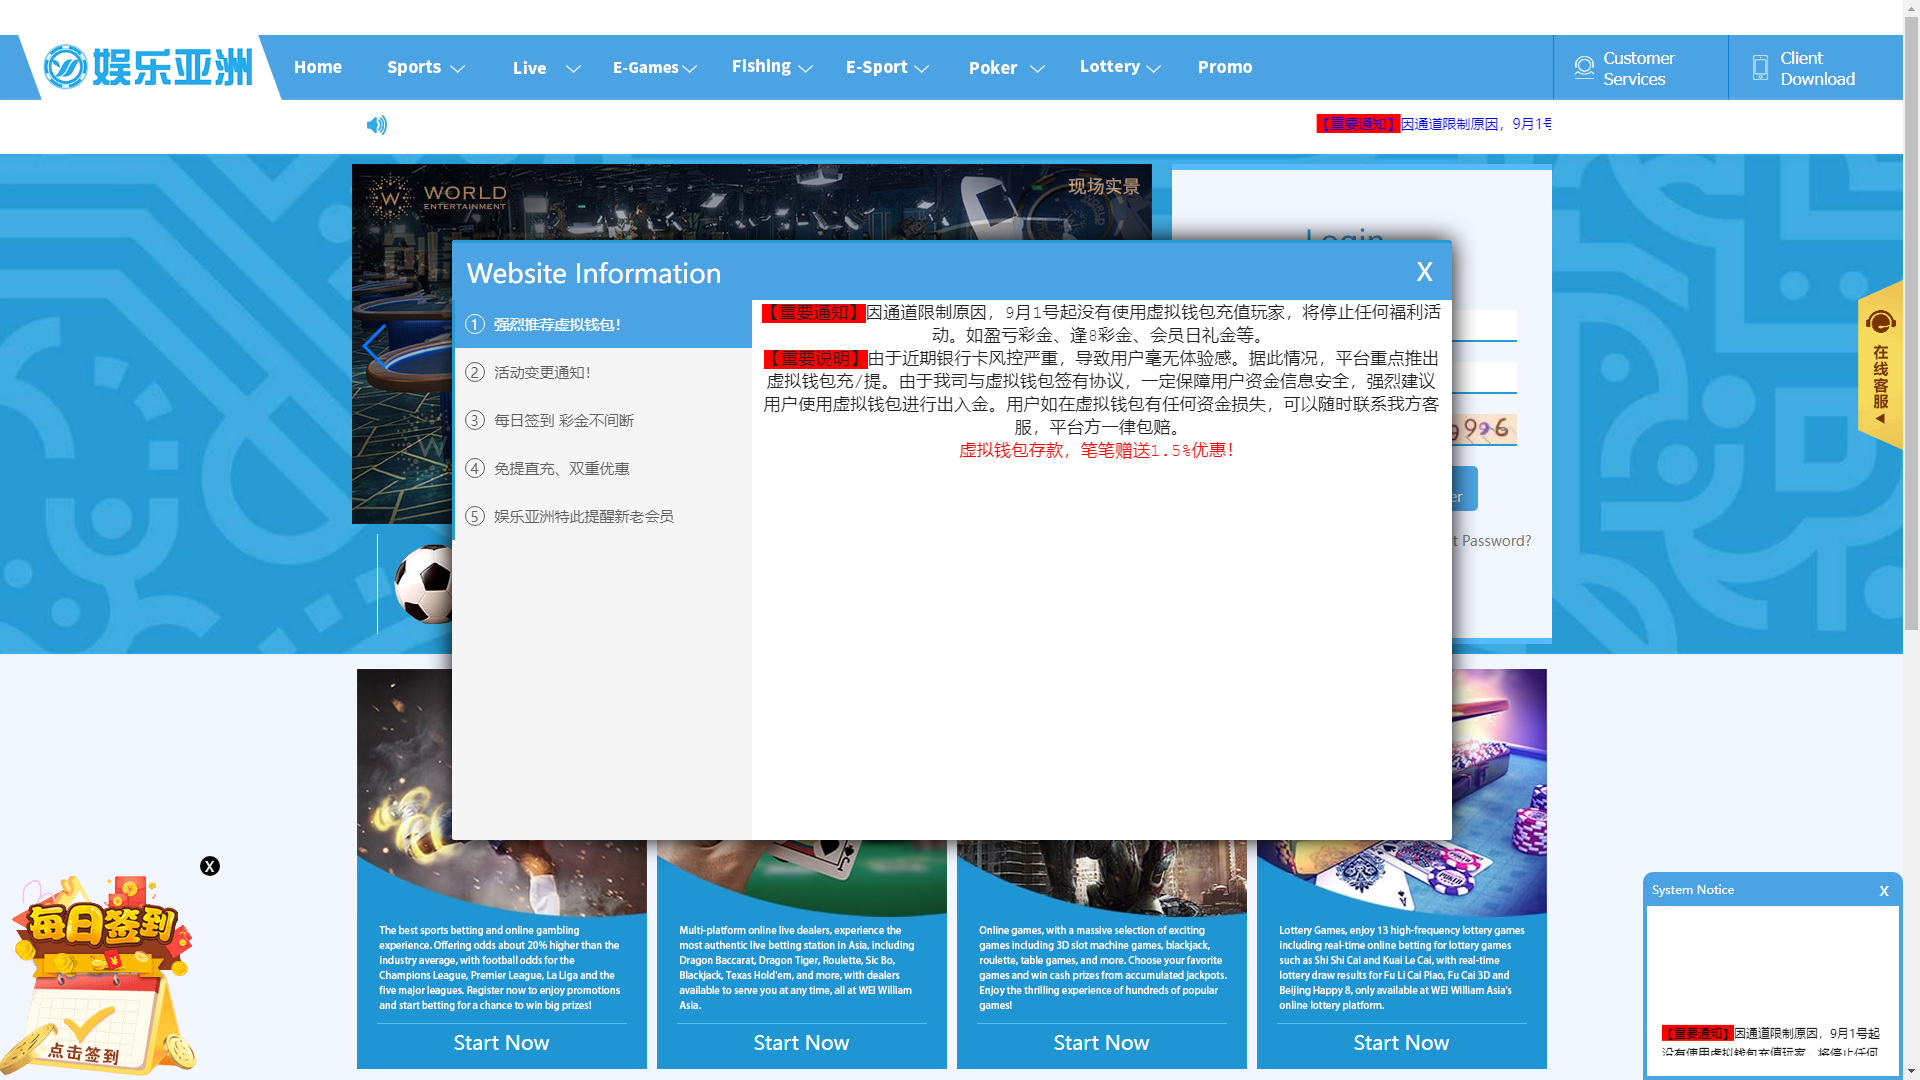 娱乐亚洲
Home
Sports
Live
E-Games
Fishing
E-Sport
Poker
Lottery
Promo
Customer
Services
Client
Download
【重要通知】因通道限制原因，9月1号
W WORLD
ENTERTAINMENT
现场实景
Login
Website Information
X
1 强烈推荐虚拟钱包！
2 活动变更通知！
3 每日签到 彩金不间断
4 免提直充、双重优惠
5 娱乐亚洲特此提醒新老会员
【重要通知】因通道限制原因，9月1号起没有使用虚拟钱包充值玩家，将停止任何福利活
动。如盈亏彩金、逢8彩金、会员日礼金等。
【重要说明】由于近期银行卡风控严重，导致用户毫无体验感。据此情况，平台重点推出
虚拟钱包充/提。由于我司与虚拟钱包签有协议，一定保障用户资金信息安全，强烈建议
用户使用虚拟钱包进行出入金。用户如在虚拟钱包有任何资金损失，可以随时联系我方客
服，平台方一律包赔。
虚拟钱包存款，笔笔赠送1.5%优惠！
9996
er
t Password?
在线客服
The best sports betting and online gambling
experience. Offering odds about 20% higher than the
industry average, with football odds for the
Champions League, Premier League, La Liga and the
five major leagues. Register now to enjoy promotions
and start betting for a chance to win big prizes!
Start Now
Multi-platform online live dealers, experience the
most authentic live betting station in Asia, including
Dragon Baccarat, Dragon Tiger, Roulette, Sic Bo,
Blackjack, Texas Hold'em, and more, with dealers
available to serve you at any time, all at WEI William
Asia.
Start Now
Online games, with a massive selection of exciting
games including 3D slot machine games, blackjack,
roulette, table games, and more. Choose your favorite
games and win cash prizes from accumulated jackpots.
Enjoy the thrilling experience of hundreds of popular
games!
Start Now
Lottery Games, enjoy 13 high-frequency lottery games
including real-time online betting for lottery games
such as Shi Shi Cai and Kuai Le Cai, with real-time
lottery draw results for Fu Li Cai Piao, Fu Cai 3D and
Beijing Happy 8, only available at WEI William Asia's
online lottery platform.
Start Now
X
每日签到
点击签到
System Notice
X
【重要通知】因通道限制原因，9月1号起
没有使用虚拟钱包充值玩家，将停止任何